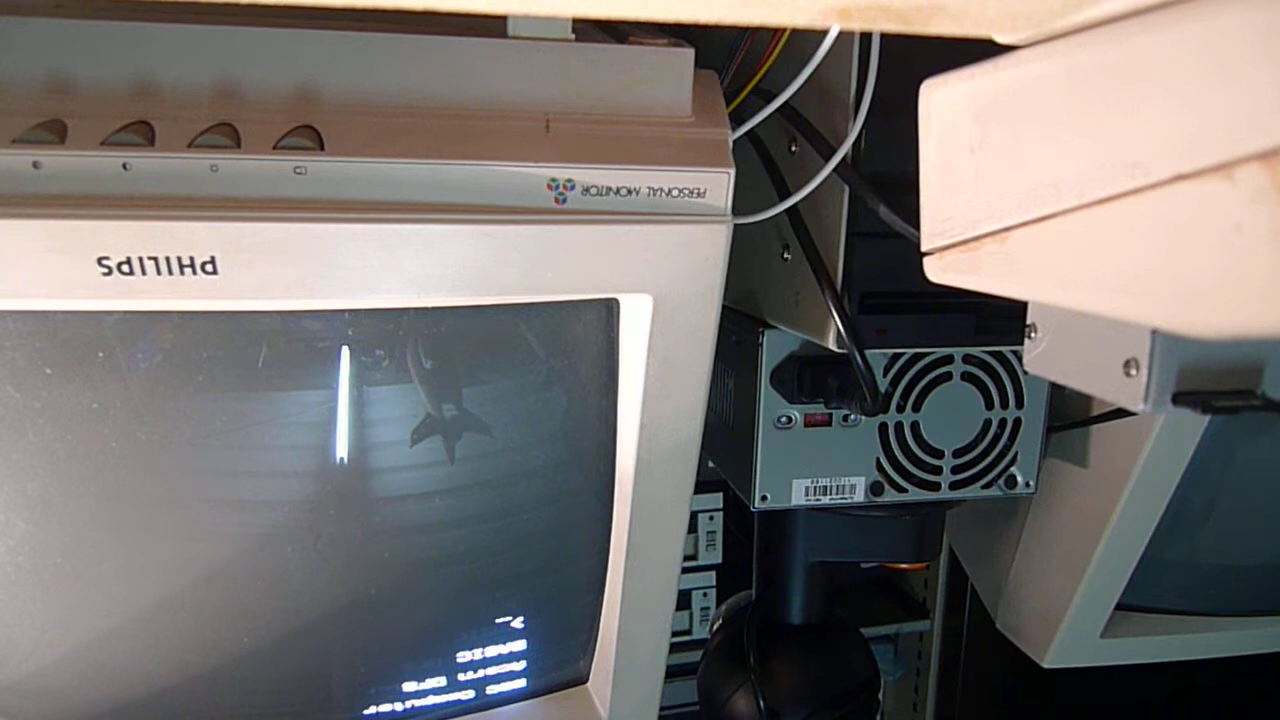 PERSONAL MONITOR
PHILIPS
BBC Computer
Acorn DFS
BASIC
>_